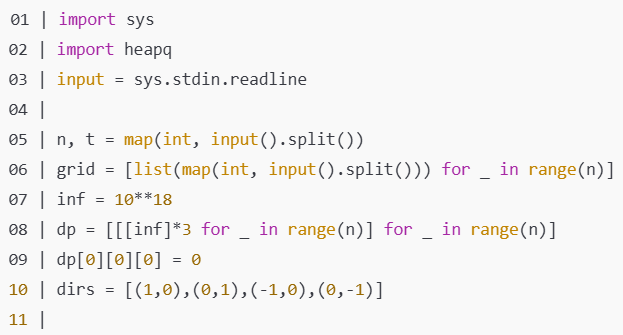 01 | import sys
02 | import heapq
03 | input = sys.stdin.readline
04 |
05 | n, t = map(int, input().split())
06 | grid = [list(map(int, input().split())) for _ in range(n)]
07 | inf = 10**18
08 | dp = [[[inf]*3 for _ in range(n)] for _ in range(n)]
09 | dp[0][0][0] = 0
10 | dirs = [(1,0),(0,1),(-1,0),(0,-1)]
11 |